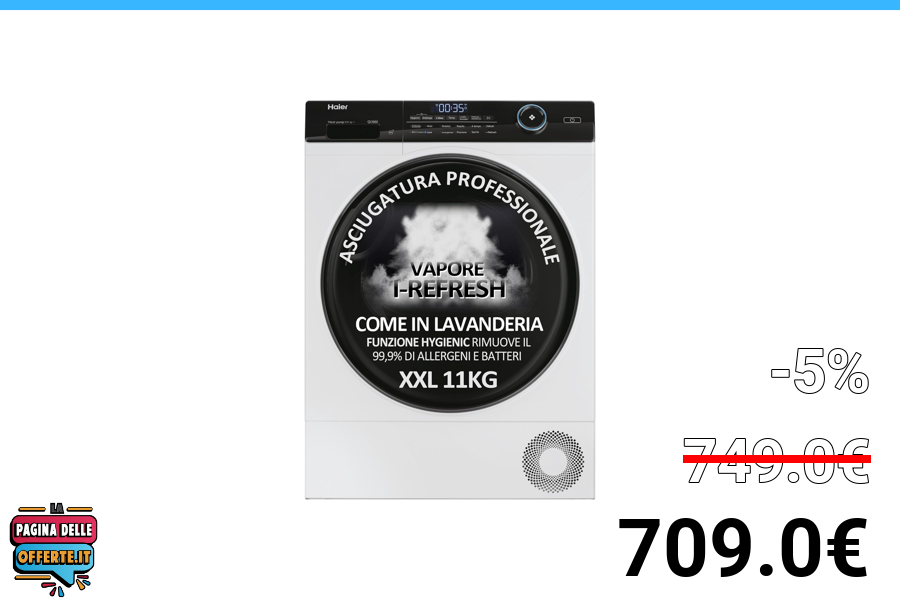 Haier
00:35
ASCIUGATURA PROFESSIONALE
VAPORE
I-REFRESH
COME IN LAVANDERIA
FUNZIONE HYGIENIC RIMUOVE IL
99,9% DI ALLERGENI E BATTERI
XXL 11KG
-5%
749.0€
709.0€
LA
PAGINA DELLE
OFFERTE.IT